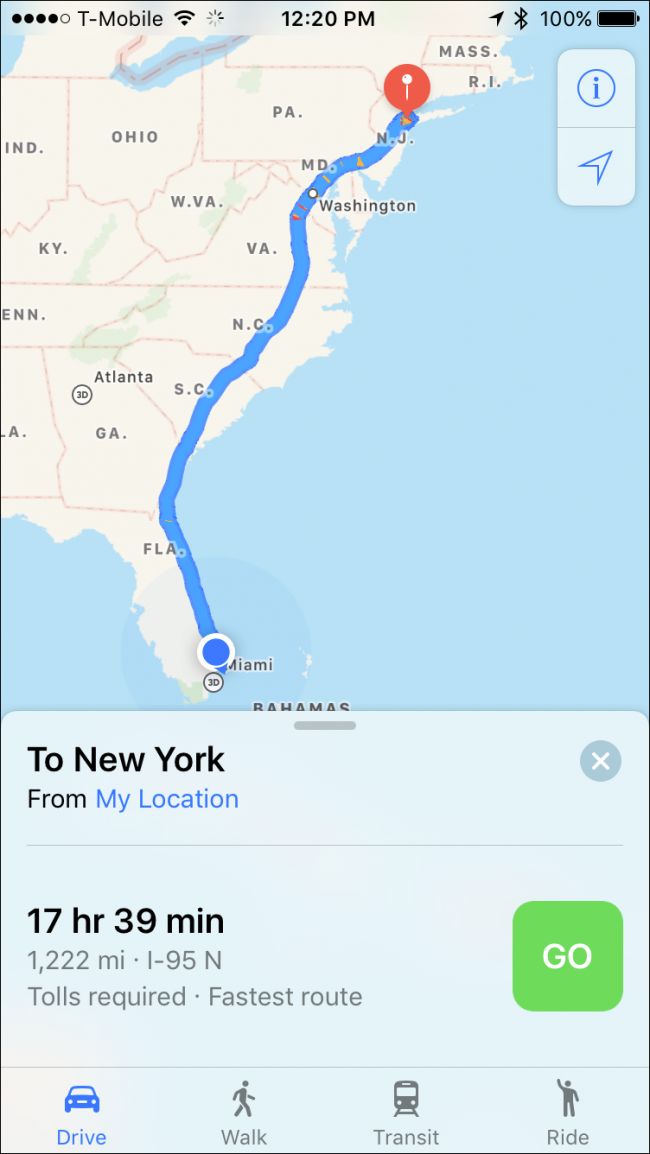 T-Mobile 12:20 PM 100%
MASS.
R.I.
PA.
OHIO
N.J.
IND.
MD.
W.VA.
Washington
KY.
VA.
ENN.
N.C.
Atlanta
3D
S.C.
LA.
GA.
FLA.
Miami
3D
BAHAMAS
To New York
From My Location
17 hr 39 min
1,222 mi · I-95 N
GO
Tolls required · Fastest route
Drive Walk Transit Ride